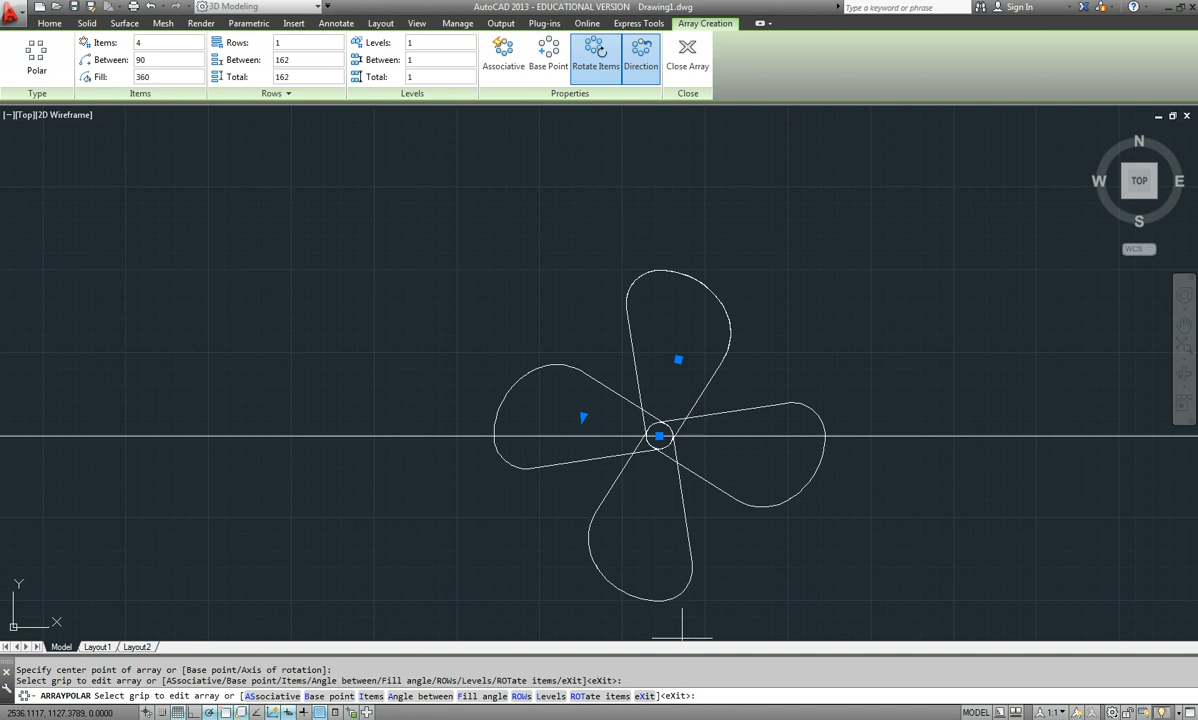 3D Modeling
AutoCAD 2013 - EDUCATIONAL VERSION Drawing1.dwg
Type a keyword or phrase
Sign In
Home Solid Surface Mesh Render Parametric Insert Annotate Layout View Manage Output Plug-ins Online Express Tools Array Creation
Polar
Type
Items: 4
Between: 90
Fill: 360
Items
Rows: 1
Between: 162
Total: 162
Rows
Levels: 1
Between: 1
Total: 1
Levels
Associative Base Point Rotate Items Direction
Properties
Close Array
Close
[−][Top][2D Wireframe]
N
W TOP E
S
WCS
Y
X
Model Layout1 Layout2
Specify center point of array or [Base point/Axis of rotation]:
Select grip to edit array or [ASsociative/Base point/Items/Angle between/Fill angle/ROWs/Levels/ROTate items/eXit]<eXit>:
ARRAYPOLAR Select grip to edit array or [ASsociative Base point Items Angle between Fill angle ROWs Levels ROTate items eXit]<eXit>:
2536.1117, 1127.3789, 0.0000
MODEL
1:1